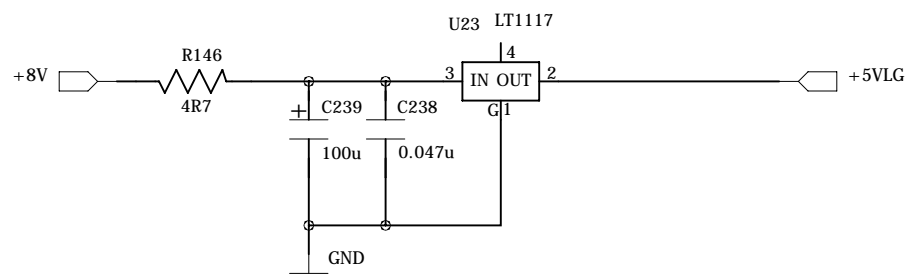 U23 LT1117
4
R146
+8V
3 IN OUT 2
+5VLG
4R7
G 1
+ C239
C238
100u
0.047u
GND